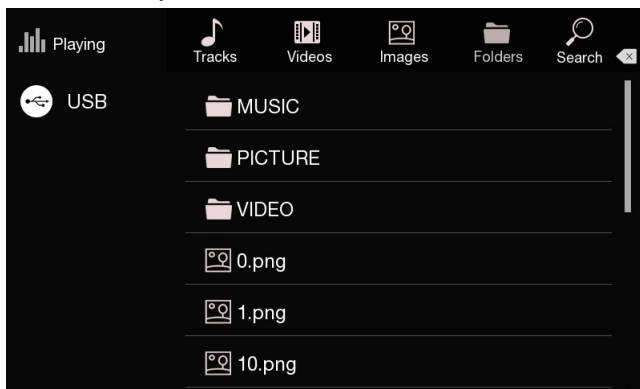 Playing
Tracks
Videos
Images
Folders
Search
USB
MUSIC
PICTURE
VIDEO
0.png
1.png
10.png